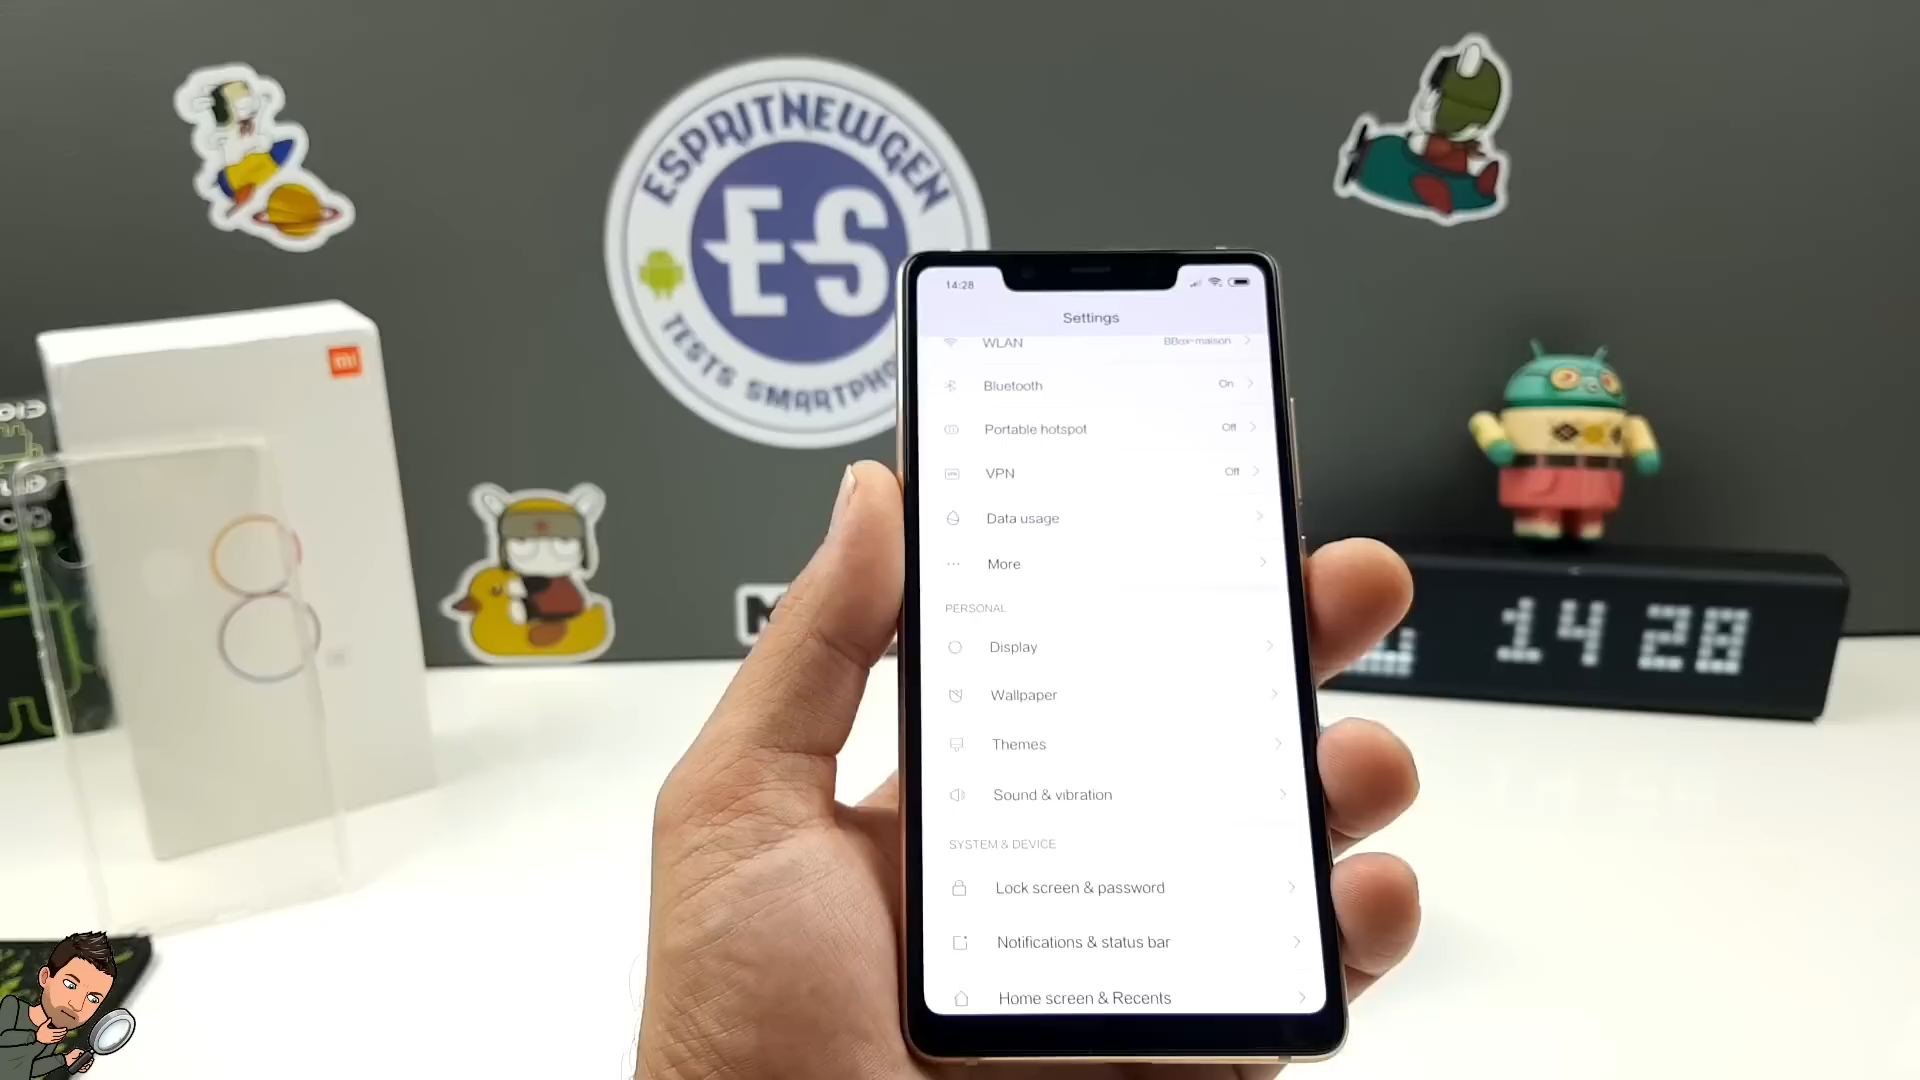 ESPRITNEWGEN
ES
TESTS SMARTPHO
mi
14:28
Settings
WLAN
BBox-maison
Bluetooth
On
Portable hotspot
Off
VPN
Off
Data usage
More
PERSONAL
Display
Wallpaper
Themes
Sound & vibration
SYSTEM & DEVICE
Lock screen & password
Notifications & status bar
Home screen & Recents
14 28
8